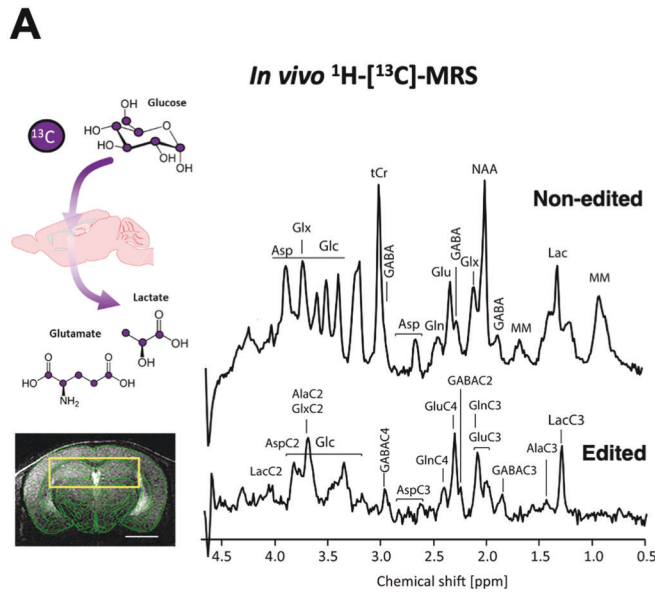 A
In vivo ¹H-[¹³C]-MRS
Glucose
¹³C
OH
HO
HO
OH
OH
O
Lactate
O
OH
OH
Glutamate
O
O
HO
OH
NH₂
Non-edited
Asp
Glx
Glc
tCr
GABA
Asp
Gln
Glu
GABA
Glx
NAA
GABA
MM
Lac
MM
Edited
LacC2
AspC2
AlaC2
GlxC2
Glc
GABAC4
AspC3
GlnC4
GluC4
GABAC2
GlnC3
GluC3
GABAC3
AlaC3
LacC3
4.5 4.0 3.5 3.0 2.5 2.0 1.5 1.0 0.5
Chemical shift [ppm]